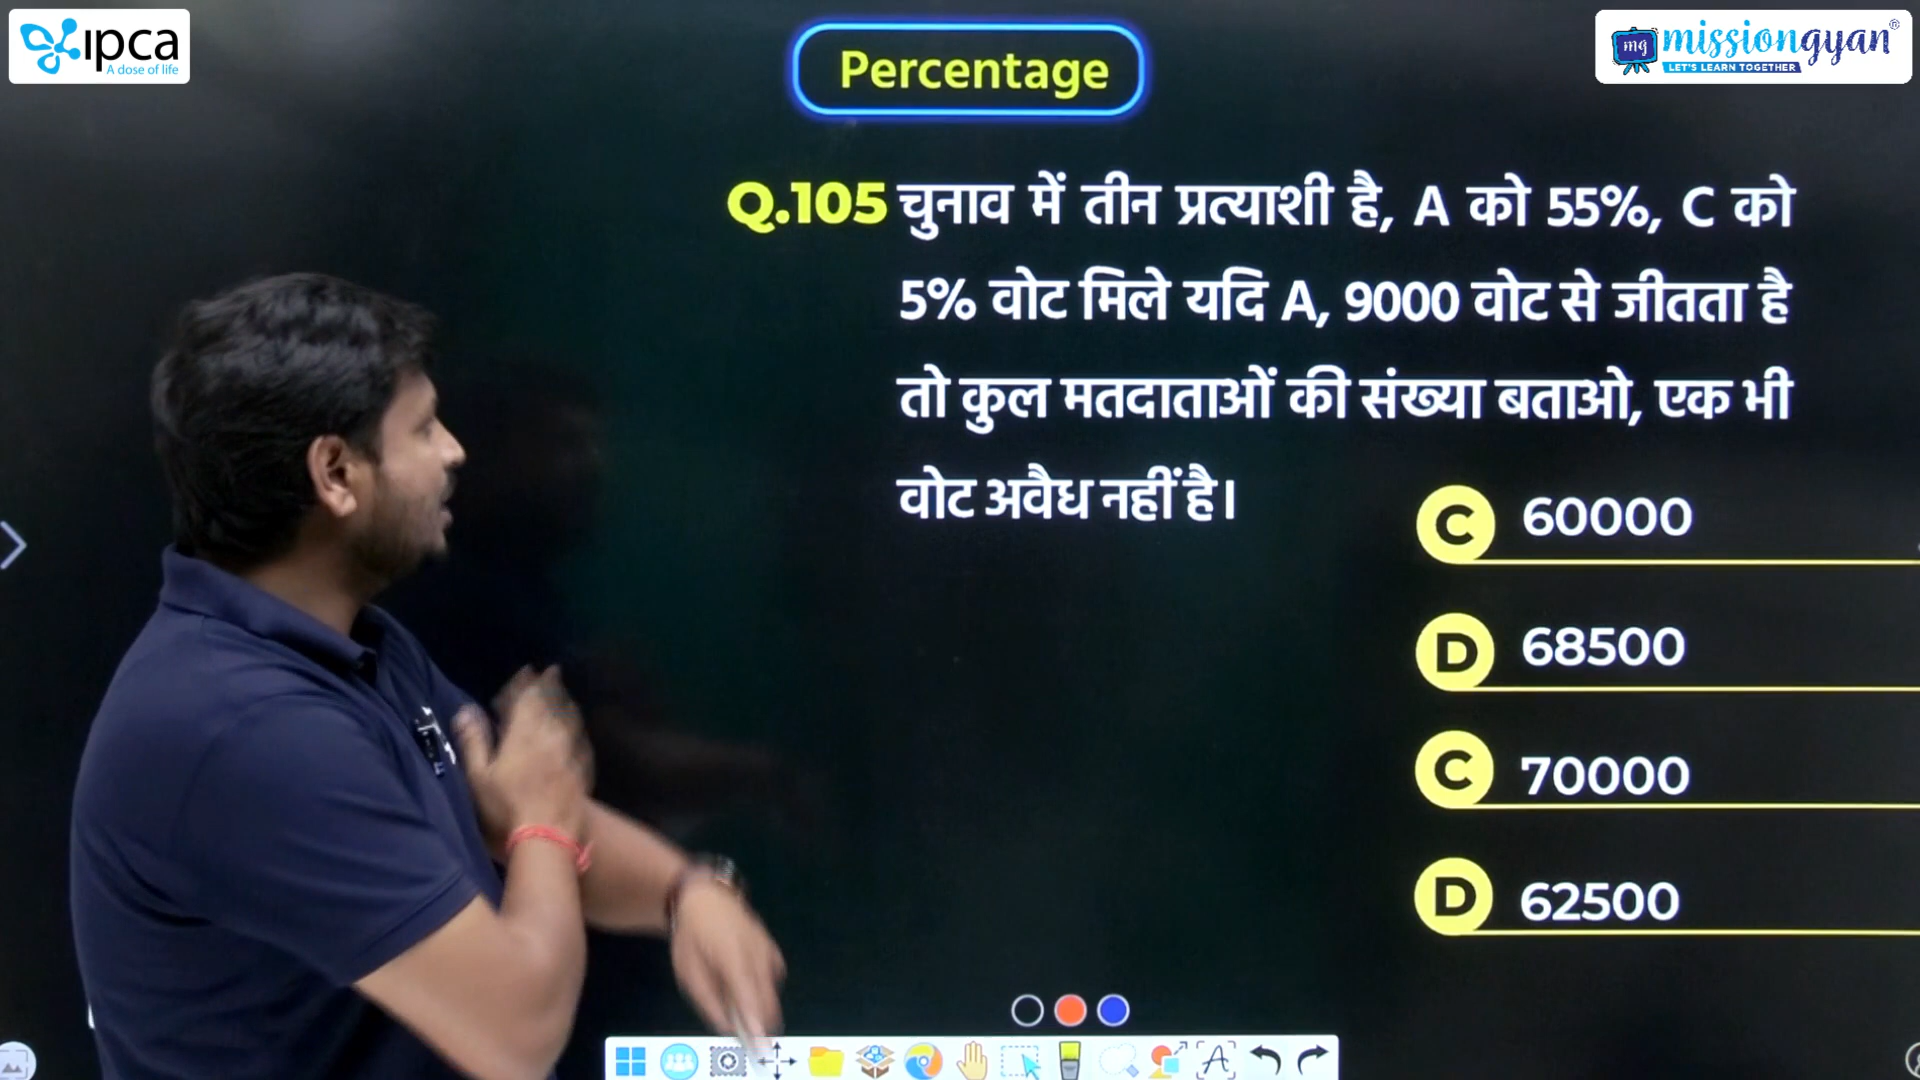 ipca
A dose of life
Percentage
mg missiongyan®
LET'S LEARN TOGETHER
Q.105 चुनाव में तीन प्रत्याशी है, A को 55%, C को
5% वोट मिले यदि A, 9000 वोट से जीतता है
तो कुल मतदाताओं की संख्या बताओ, एक भी
वोट अवैध नहीं है।
C 60000
D 68500
C 70000
D 62500